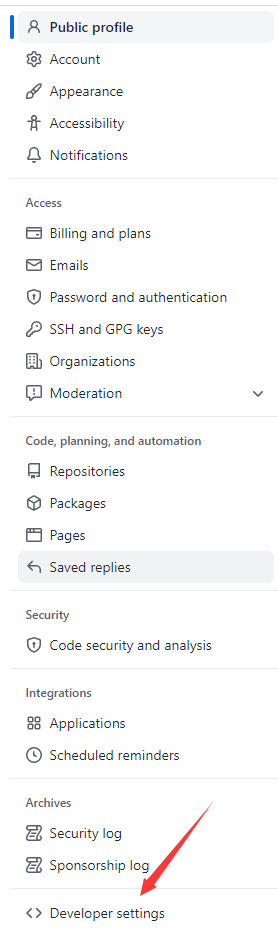 Public profile
Account
Appearance
Accessibility
Notifications
Access
Billing and plans
Emails
Password and authentication
SSH and GPG keys
Organizations
Moderation
Code, planning, and automation
Repositories
Packages
Pages
Saved replies
Security
Code security and analysis
Integrations
Applications
Scheduled reminders
Archives
Security log
Sponsorship log
Developer settings